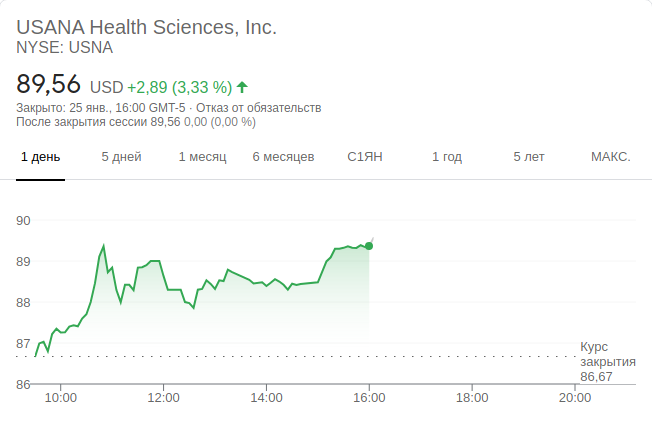 USANA Health Sciences, Inc.
NYSE: USNA
89,56 USD +2,89 (3,33 %)
Закрыто: 25 янв., 16:00 GMT-5 · Отказ от обязательств
После закрытия сессии 89,56 0,00 (0,00 %)
1 день 5 дней 1 месяц 6 месяцев С1ЯН 1 год 5 лет МАКС.
90
89
88
87
Курс
закрытия
86,67
86
10:00 12:00 14:00 16:00 18:00 20:00